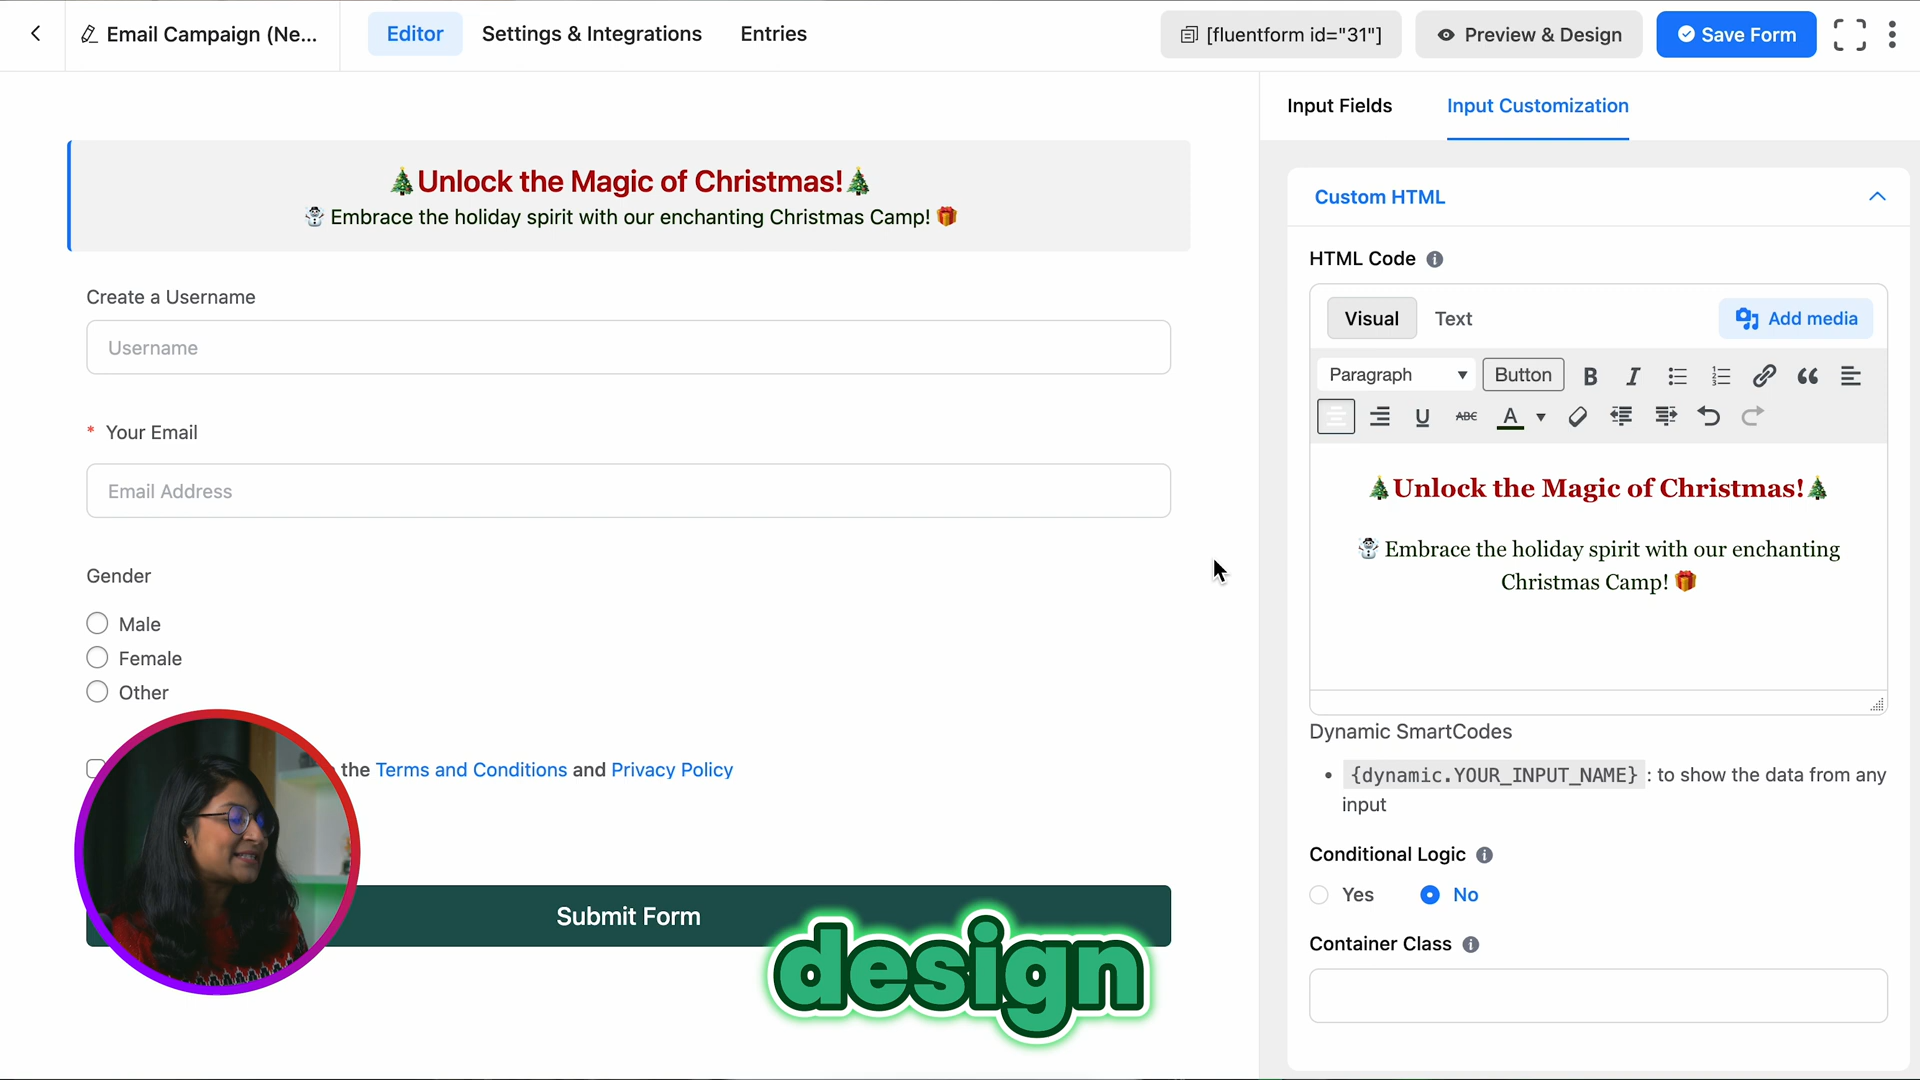 Email Campaign (Ne...
Editor
Settings & Integrations
Entries
[fluentform id="31"]
Preview & Design
Save Form
🎄Unlock the Magic of Christmas!🎄
☃️ Embrace the holiday spirit with our enchanting Christmas Camp! 🎁
Create a Username
Username
* Your Email
Email Address
Gender
Male
Female
Other
the Terms and Conditions and Privacy Policy
Submit Form
design
Input Fields
Input Customization
Custom HTML
HTML Code
Visual
Text
Add media
Paragraph
Button
🎄Unlock the Magic of Christmas!🎄
☃️ Embrace the holiday spirit with our enchanting
Christmas Camp! 🎁
Dynamic SmartCodes
• {dynamic.YOUR_INPUT_NAME} : to show the data from any
input
Conditional Logic
Yes
No
Container Class